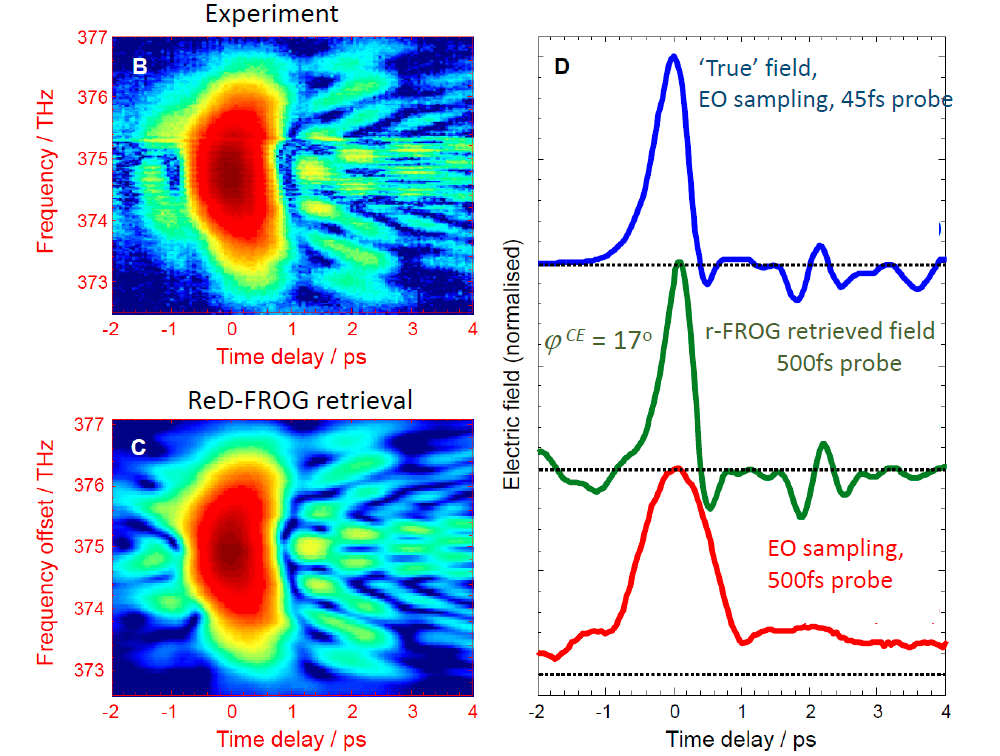 Experiment
B
Frequency / THz
377
376
375
374
373
-2 -1 0 1 2 3 4
Time delay / ps
ReD-FROG retrieval
C
Frequency offset / THz
377
376
375
374
373
-2 -1 0 1 2 3 4
Time delay / ps
D
‘True’ field,
EO sampling, 45fs probe
Electric field (normalised)
φ CE = 17o
r-FROG retrieved field
500fs probe
EO sampling,
500fs probe
-2 -1 0 1 2 3 4
Time delay / ps